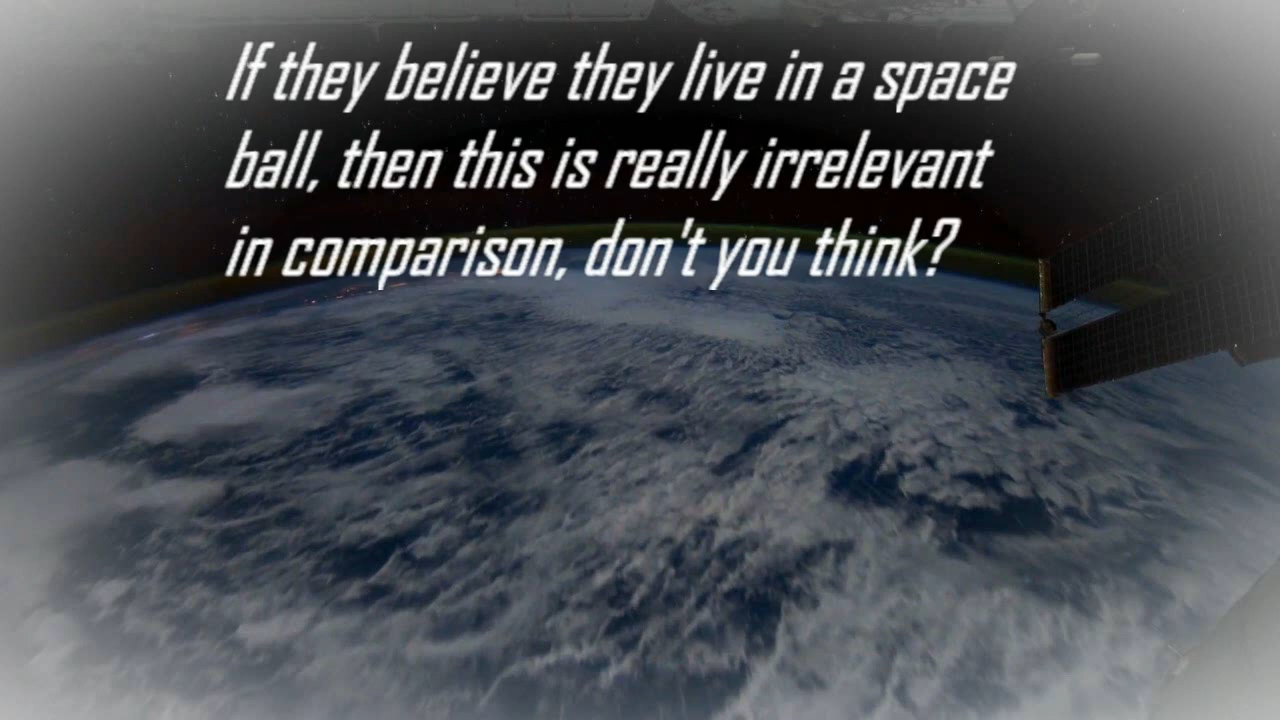 If they believe they live in a space
ball, then this is really irrelevant
in comparison, don't you think?